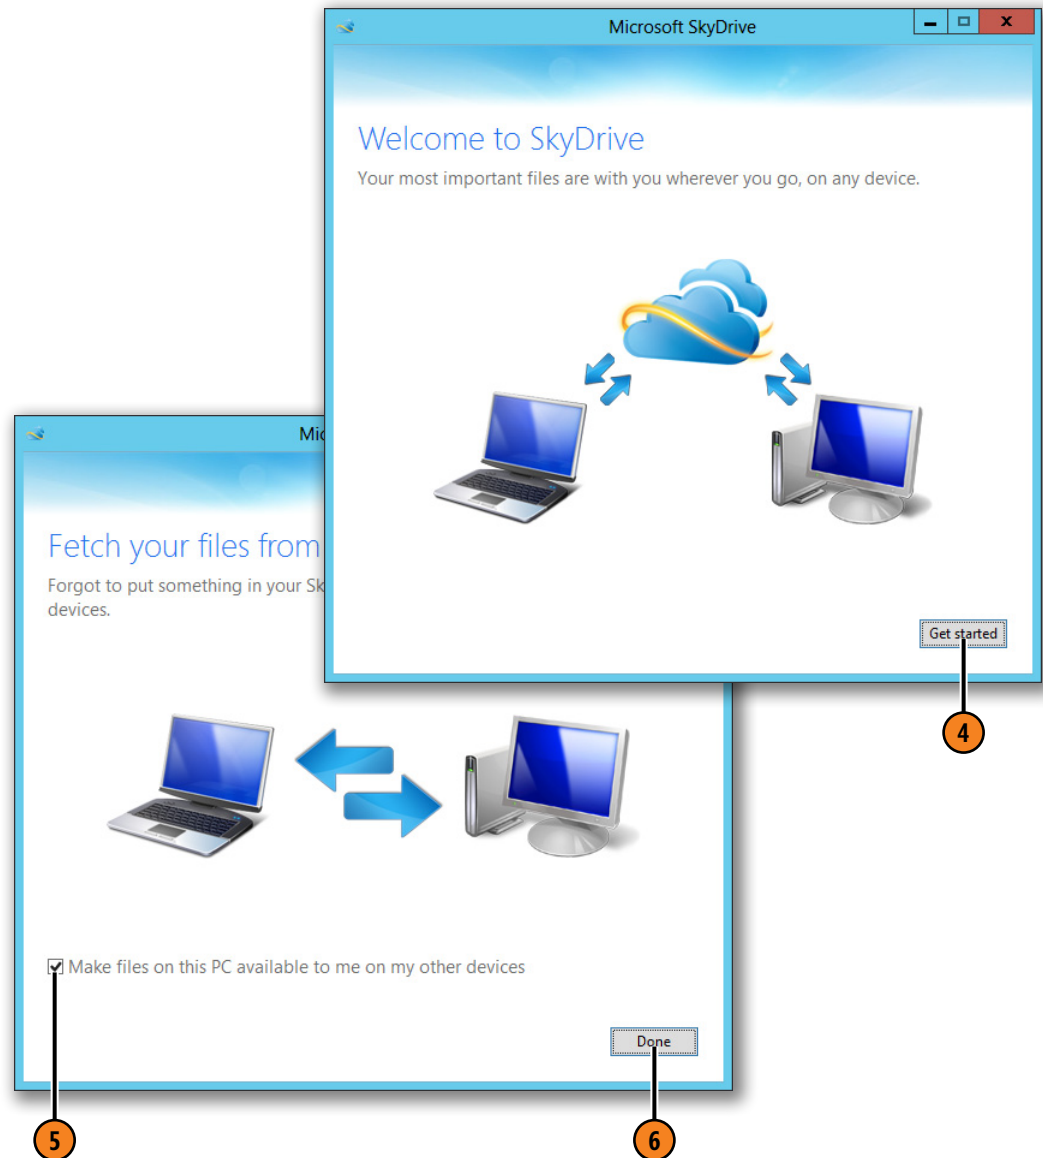 Microsoft SkyDrive
x
Welcome to SkyDrive
Your most important files are with you wherever you go, on any device.
Get started
4
Fetch your files from
Forgot to put something in your
devices.
Make files on this PC available to me on my other devices
Done
5
6